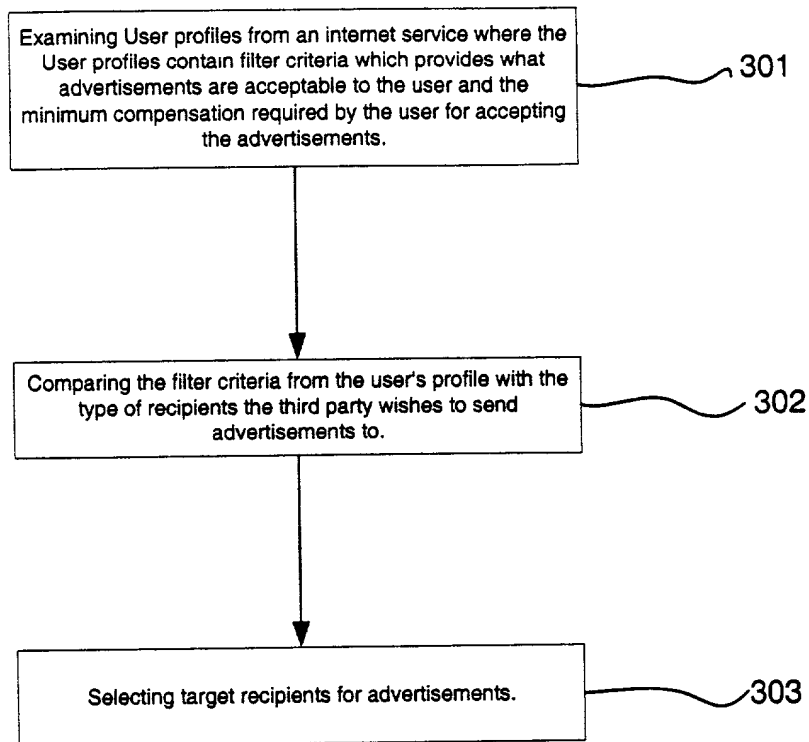 Examining User profiles from an internet service where the
User profiles contain filter criteria which provides what
advertisements are acceptable to the user and the
minimum compensation required by the user for accepting
the advertisements.
301
Comparing the filter criteria from the user's profile with the
type of recipients the third party wishes to send
advertisements to.
302
Selecting target recipients for advertisements.
303